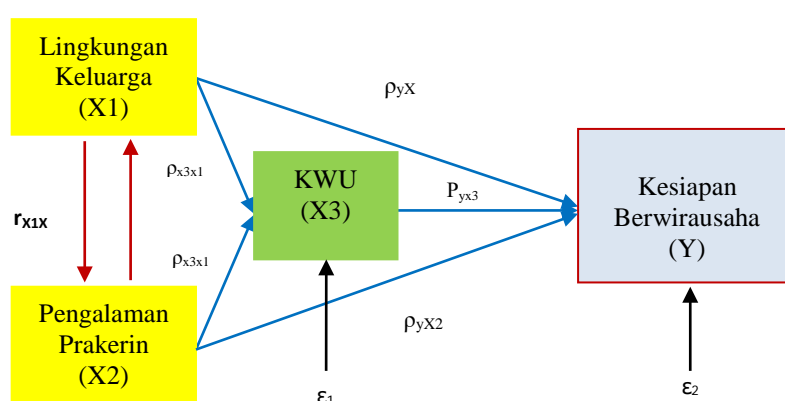 Lingkungan
Keluarga
(X1)
ρyX
ρx3x1
KWU
(X3)
Pyx3
Kesiapan
Berwirausaha
(Y)
rX1X
ρx3x1
Pengalaman
Prakerin
(X2)
ρyX2
ε1
ε2